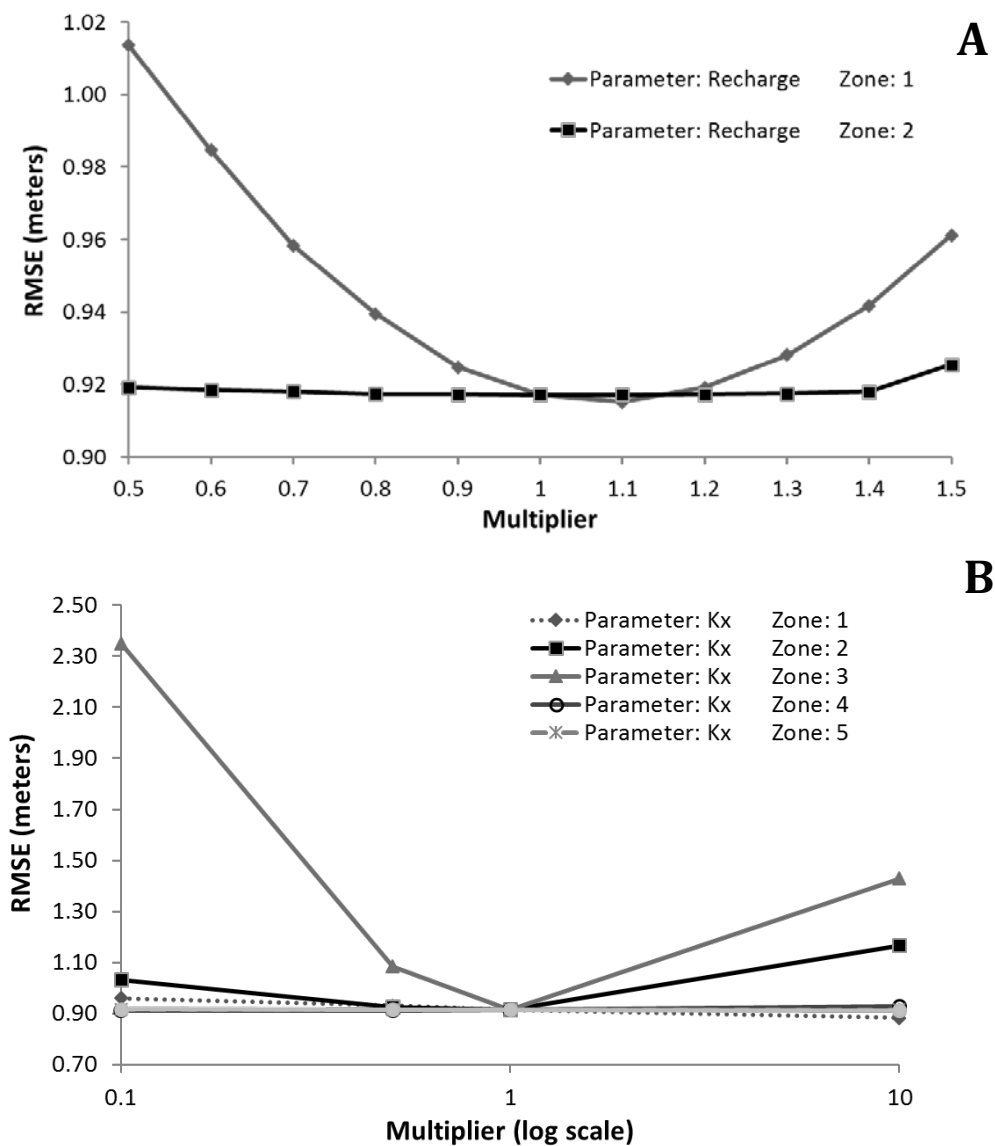 A
1.02
1.00
0.98
0.96
0.94
0.92
0.90
RMSE (meters)
Parameter: Recharge Zone: 1
Parameter: Recharge Zone: 2
0.5 0.6 0.7 0.8 0.9 1 1.1 1.2 1.3 1.4 1.5
Multiplier
B
2.50
2.30
2.10
1.90
1.70
1.50
1.30
1.10
0.90
0.70
RMSE (meters)
Parameter: Kx Zone: 1
Parameter: Kx Zone: 2
Parameter: Kx Zone: 3
Parameter: Kx Zone: 4
Parameter: Kx Zone: 5
0.1 1 10
Multiplier (log scale)